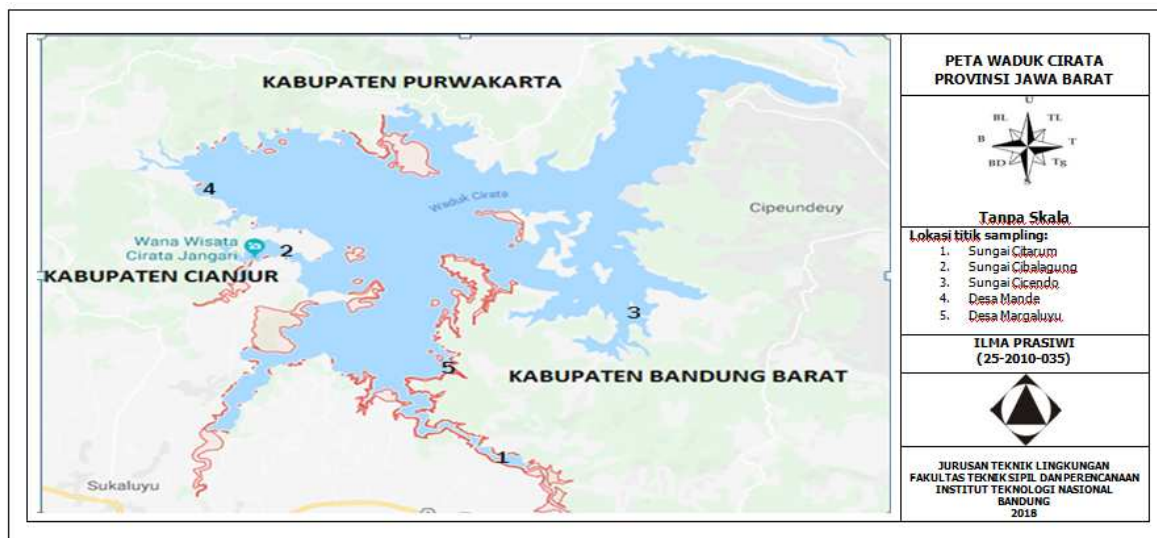 KABUPATEN PURWAKARTA
4
Waduk Cirata
Cipeundeuy
Wana Wisata
Cirata Jangari
2
KABUPATEN CIANJUR
3
5
KABUPATEN BANDUNG BARAT
1
Sukaluyu
PETA WADUK CIRATA
PROVINSI JAWA BARAT
U
BL TL
B T
BD Tg
S
Tanpa Skala
Lokasi titik sampling:
1. Sungai Citarum
2. Sungai Cibalagung
3. Sungai Cicendo
4. Desa Mande
5. Desa Margaluyu
ILMA PRASIWI
(25-2010-035)
JURUSAN TEKNIK LINGKUNGAN
FAKULTAS TEKNIK SIPIL DAN PERENCANAAN
INSTITUT TEKNOLOGI NASIONAL
BANDUNG
2018